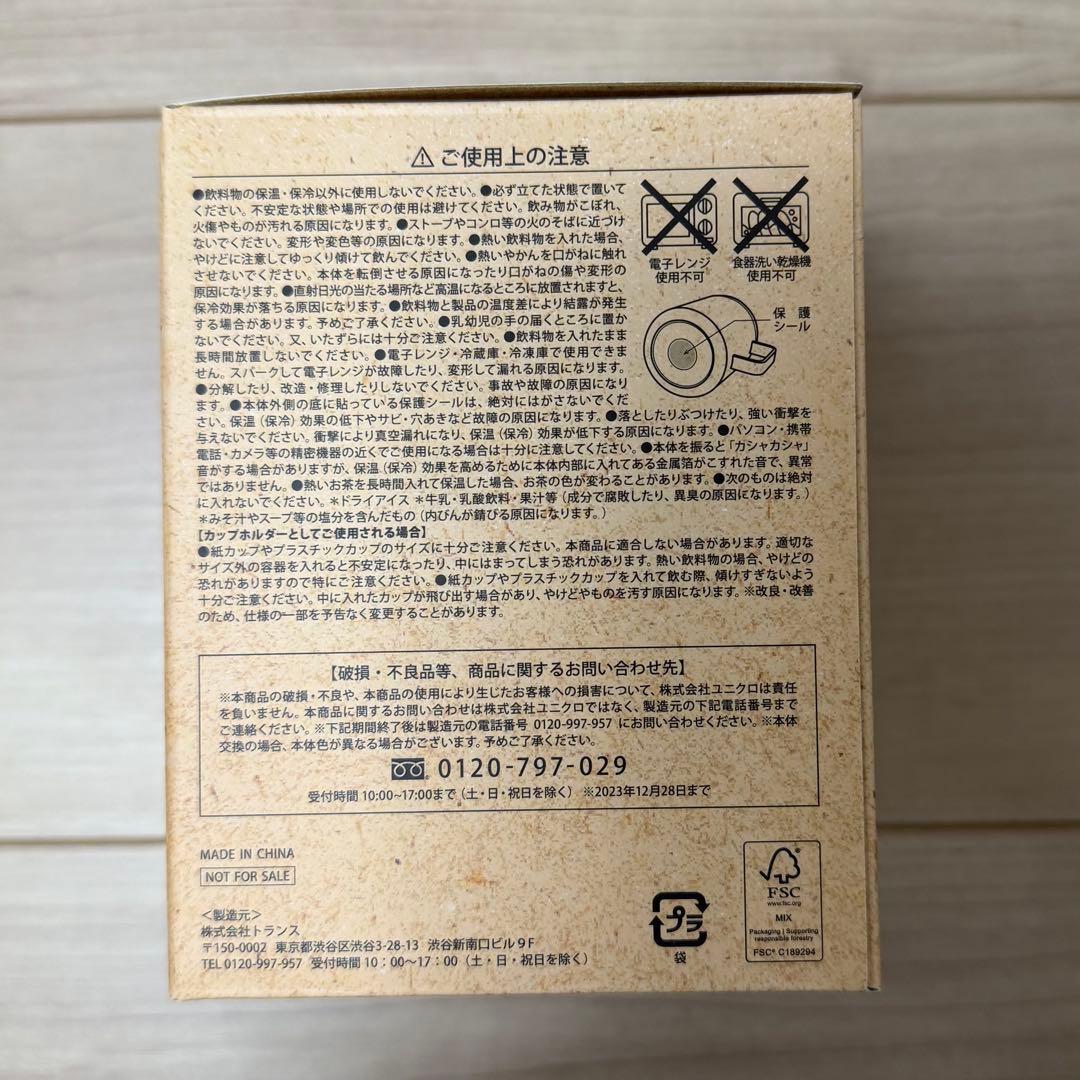 ⚠ ご使用上の注意
●飲料物の保温・保冷以外に使用しないでください。●必ず立てた状態で置いて
ください。不安定な状態や場所での使用は避けてください。飲み物がこぼれ、
火傷やものが汚れる原因になります。●ストーブやコンロ等の火のそばに近づけ
ないでください。変形や変色等の原因になります。●熱い飲料物を入れた場合、
やけどに注意してゆっくり傾けて飲んでください。●熱いやかんを口がねに触れ
させないでください。本体を転倒させる原因になったり口がねの傷や変形の
原因になります。●直射日光の当たる場所など高温になるところに放置されますと、
保冷効果が落ちる原因になります。●飲料物と製品の温度差により結露が発生
する場合があります。予めご了承ください。●乳幼児の手の届くところに置か
ないでください。又、いたずらには十分ご注意ください。●飲料物を入れたまま
長時間放置しないでください。●電子レンジ・冷蔵庫・冷凍庫で使用できま
せん。スパークして電子レンジが故障したり、変形して漏れる原因になります。
●分解したり、改造・修理したりしないでください。事故や故障の原因になり
ます。●本体外側の底に貼っている保護シールは、絶対にはがさないでくだ
さい。保温（保冷）効果の低下やサビ・穴あきなど故障の原因になります。●落としたりぶつけたり、強い衝撃を
与えないでください。衝撃により真空漏れになり、保温（保冷）効果が低下する原因になります。●パソコン・携帯
電話・カメラ等の精密機器の近くでご使用になる場合は十分に注意してください。●本体を振ると「カシャカシャ」
音がする場合がありますが、保温（保冷）効果を高めるために本体内部に入れてある金属箔がこすれた音で、異常
ではありません。●熱いお茶を長時間入れて保温した場合、お茶の色が変わることがあります。●次のものは絶対
に入れないでください。＊ドライアイス ＊牛乳・乳酸飲料・果汁等（成分で腐敗したり、異臭の原因になります。）
＊みそ汁やスープ等の塩分を含んだもの（内びんが錆びる原因になります。）
【カップホルダーとしてご使用される場合】
●紙カップやプラスチックカップのサイズに十分ご注意ください。本商品に適合しない場合があります。適切な
サイズ外の容器を入れると不安定になったり、中にはまってしまう恐れがあります。熱い飲料物の場合、やけどの
恐れがありますので特にご注意ください。●紙カップやプラスチックカップを入れて飲む際、傾けすぎないよう
十分ご注意ください。中に入れたカップが飛び出す場合があり、やけどやものを汚す原因になります。※改良・改善
のため、仕様の一部を予告なく変更することがあります。
電子レンジ
使用不可
食器洗い乾燥機
使用不可
保護
シール
【破損・不良品等、商品に関するお問い合わせ先】
※本商品の破損・不良や、本商品の使用により生じたお客様への損害について、株式会社ユニクロは責任
を負いません。本商品に関するお問い合わせは株式会社ユニクロではなく、製造元の下記電話番号まで
ご連絡ください。※下記期間終了後は製造元の電話番号 0120-997-957 にお問い合わせください。※本体
交換の場合、本体色が異なる場合がございます。予めご了承ください。
0120-797-029
受付時間 10:00~17:00まで（土・日・祝日を除く） ※2023年12月28日まで
MADE IN CHINA
NOT FOR SALE
＜製造元＞
株式会社トランス
〒150-0002 東京都渋谷区渋谷3-28-13 渋谷新南口ビル9F
TEL 0120-997-957 受付時間 10：00〜17：00（土・日・祝日を除く）
プラ
袋
FSC
www.fsc.org
MIX
Packaging | Supporting
responsible forestry
FSC® C189294